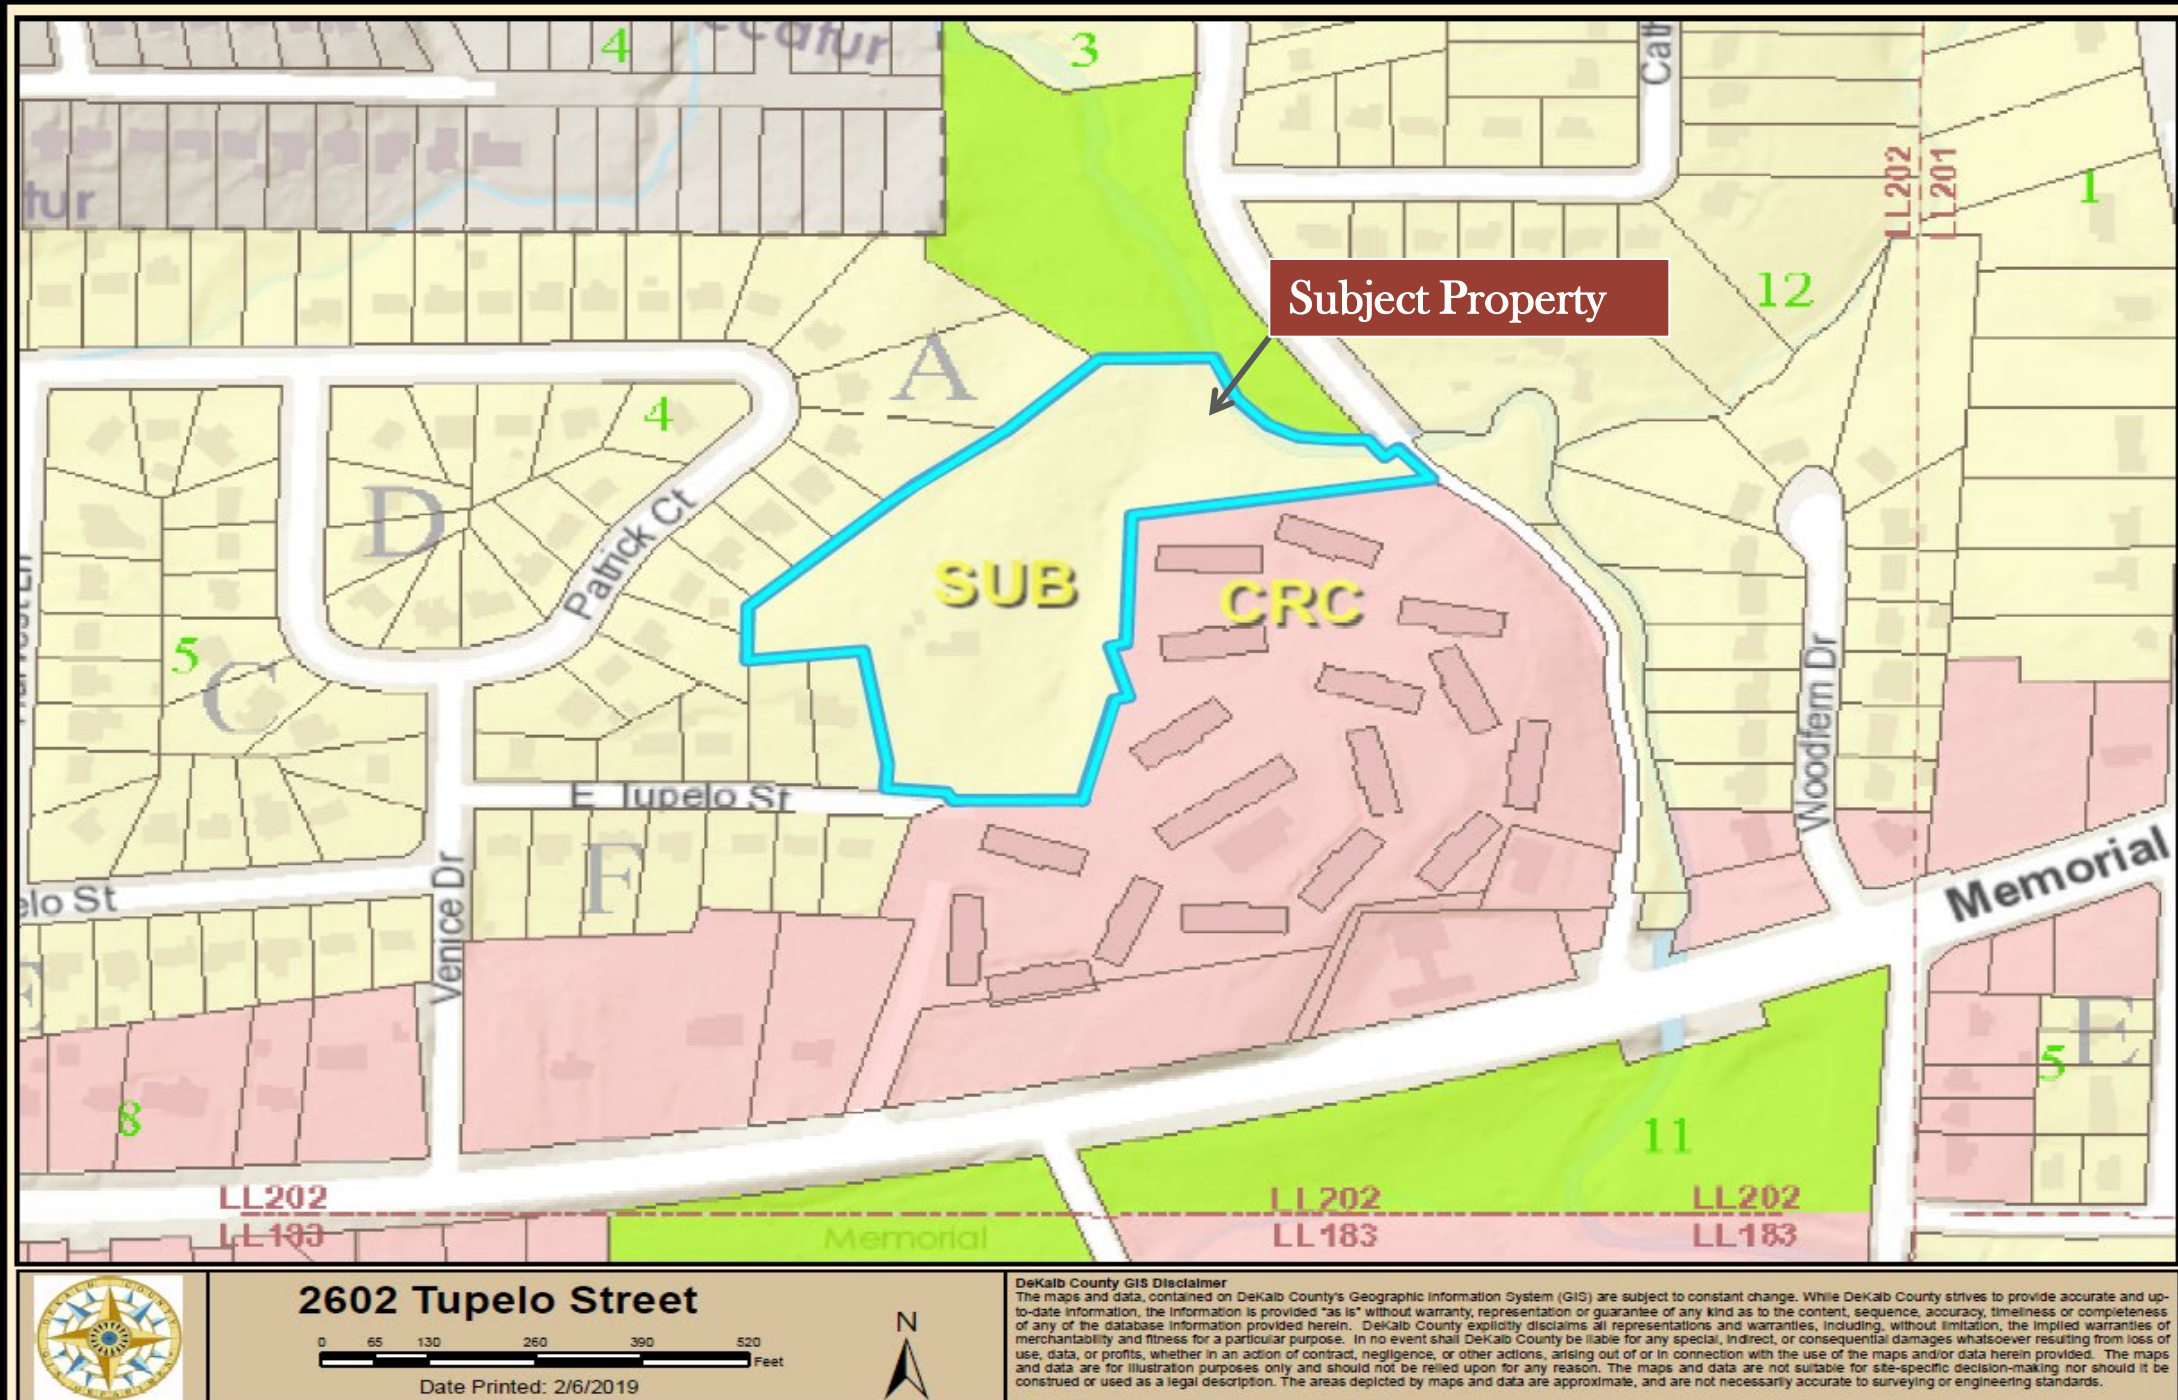 4
3
Cat
LL202
LL201
1
12
Subject Property
A
4
D
Patrick Ct
SUB
CRC
5
C
Woodfern Dr
E Tupelo St
F
Memorial
elo St
Venice Dr
E
5
8
11
LL202
LL202
LL202
LL183
LL183
LL183
Memorial
2602 Tupelo Street
0 65 130 260 390 520
Feet
Date Printed: 2/6/2019
N
DeKalb County GIS Disclaimer
The maps and data, contained on DeKalb County's Geographic Information System (GIS) are subject to constant change. While DeKalb County strives to provide accurate and up-
to-date information, the information is provided "as is" without warranty, representation or guarantee of any kind as to the content, sequence, accuracy, timeliness or completeness
of any of the database information provided herein. DeKalb County explicitly disclaims all representations and warranties, including, without limitation, the implied warranties of
merchantability and fitness for a particular purpose. In no event shall DeKalb County be liable for any special, indirect, or consequential damages whatsoever resulting from loss of
use, data, or profits, whether in an action of contract, negligence, or other actions, arising out of or in connection with the use of the maps and/or data herein provided. The maps
and data are for illustration purposes only and should not be relied upon for any reason. The maps and data are not suitable for site-specific decision-making nor should it be
construed or used as a legal description. The areas depicted by maps and data are approximate, and are not necessarily accurate to surveying or engineering standards.